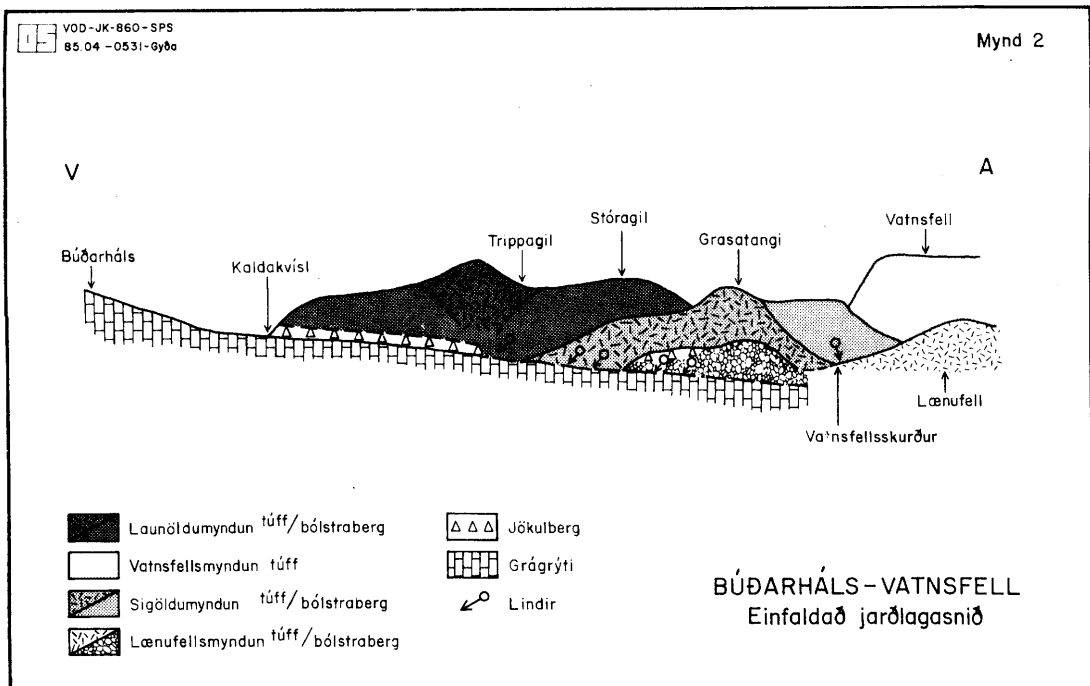 VOD-JK-860-SPS
85.04-0531-Gyða
Mynd 2
V
A
Búðarháls
Kaldakvísl
Trippagil
Stóragil
Grasatangi
Vatnsfell
Lænufell
Vatnsfellsskurður
Launöldumyndun túff/bólstraberg
Vatnsfellsmyndun túff
Sigöldumyndun túff/bólstraberg
Lænufellsmyndun túff/bólstraberg
Jökulberg
Grágrýti
Lindir
BÚÐARHÁLS-VATNSFELL
Einfaldað jarðlagasnið